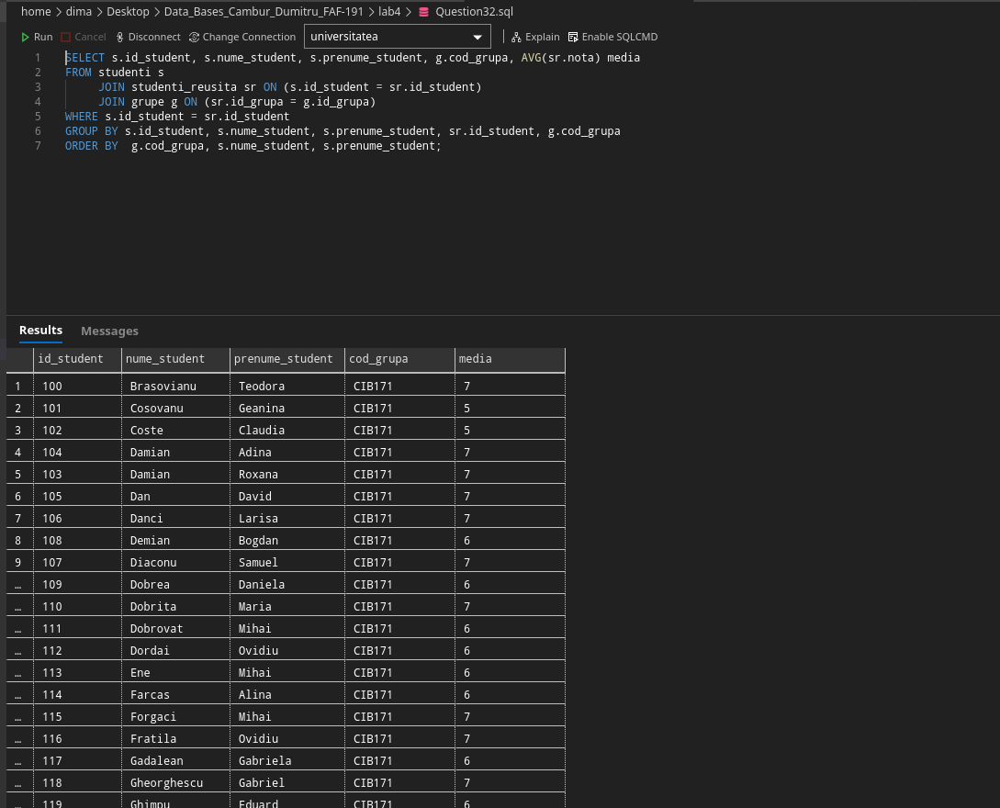 home > dima > Desktop > Data_Bases_Cambur_Dumitru_FAF-191 > lab4 > Question32.sql
Run Cancel Disconnect Change Connection universitatea Explain Enable SQLCMD
1 SELECT s.id_student, s.nume_student, s.prenume_student, g.cod_grupa, AVG(sr.nota) media
2 FROM studenti s
3 JOIN studenti_reusita sr ON (s.id_student = sr.id_student)
4 JOIN grupe g ON (sr.id_grupa = g.id_grupa)
5 WHERE s.id_student = sr.id_student
6 GROUP BY s.id_student, s.nume_student, s.prenume_student, sr.id_student, g.cod_grupa
7 ORDER BY  g.cod_grupa, s.nume_student, s.prenume_student;
Results Messages
id_student nume_student prenume_student cod_grupa media
1 100 Brasovianu Teodora CIB171 7
2 101 Cosovanu Geanina CIB171 5
3 102 Coste Claudia CIB171 5
4 104 Damian Adina CIB171 7
5 103 Damian Roxana CIB171 7
6 105 Dan David CIB171 7
7 106 Danci Larisa CIB171 7
8 108 Demian Bogdan CIB171 6
9 107 Diaconu Samuel CIB171 7
… 109 Dobrea Daniela CIB171 6
… 110 Dobrita Maria CIB171 7
… 111 Dobrovat Mihai CIB171 6
… 112 Dordai Ovidiu CIB171 6
… 113 Ene Mihai CIB171 6
… 114 Farcas Alina CIB171 6
… 115 Forgaci Mihai CIB171 7
… 116 Fratila Ovidiu CIB171 7
… 117 Gadalean Gabriela CIB171 6
… 118 Gheorghescu Gabriel CIB171 7
… 119 Ghimpu Eduard CIB171 6